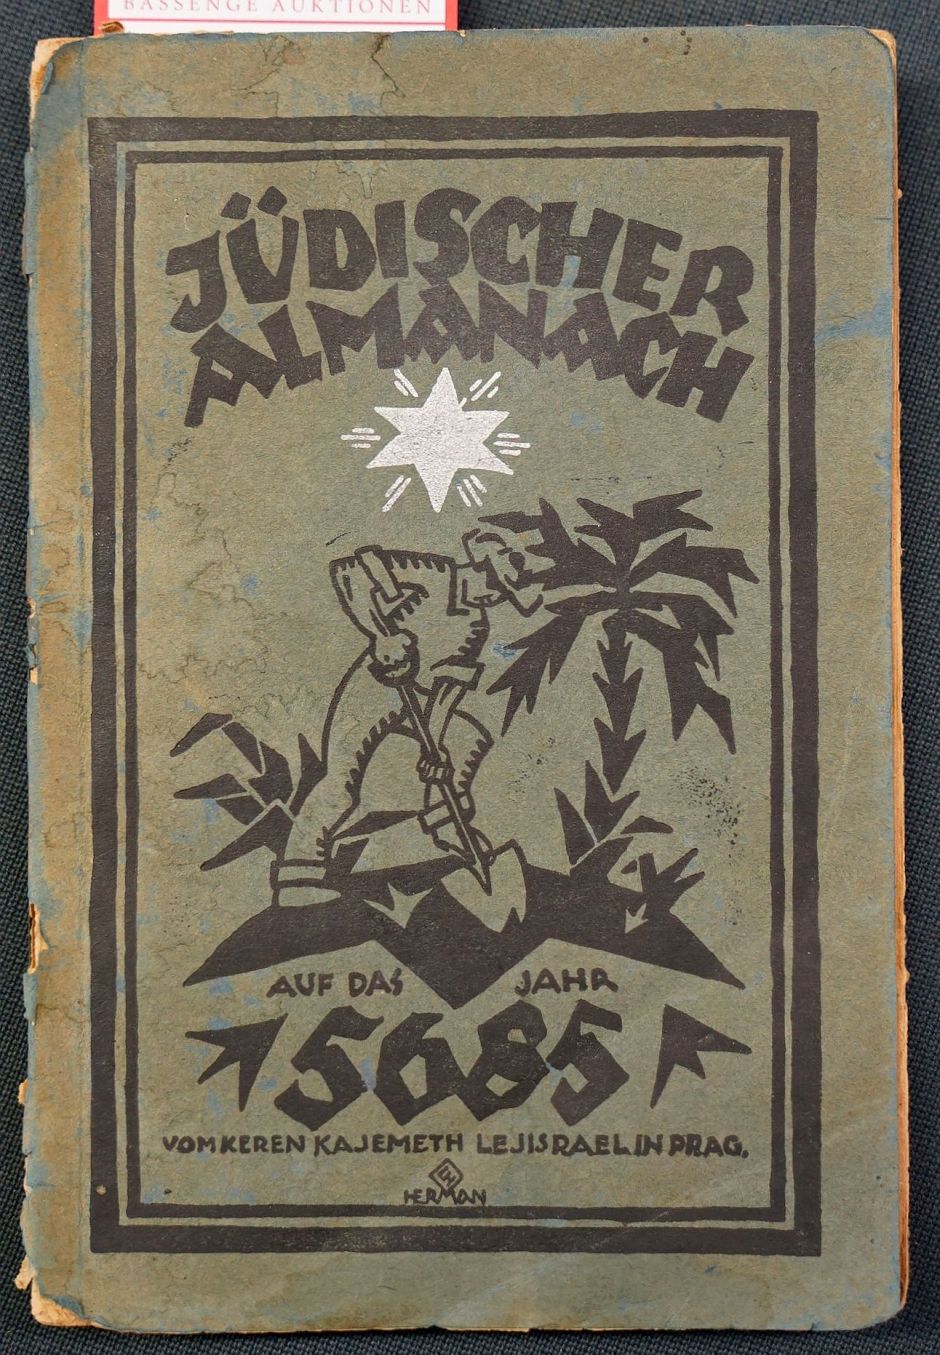 BASSENGE AUKTIONEN
JÜDISCHER
ALMANACH
AUF DAS JAHR
5685
VOM KEREN KAJEMETH LEJISRAEL IN PRAG.
HERMAN